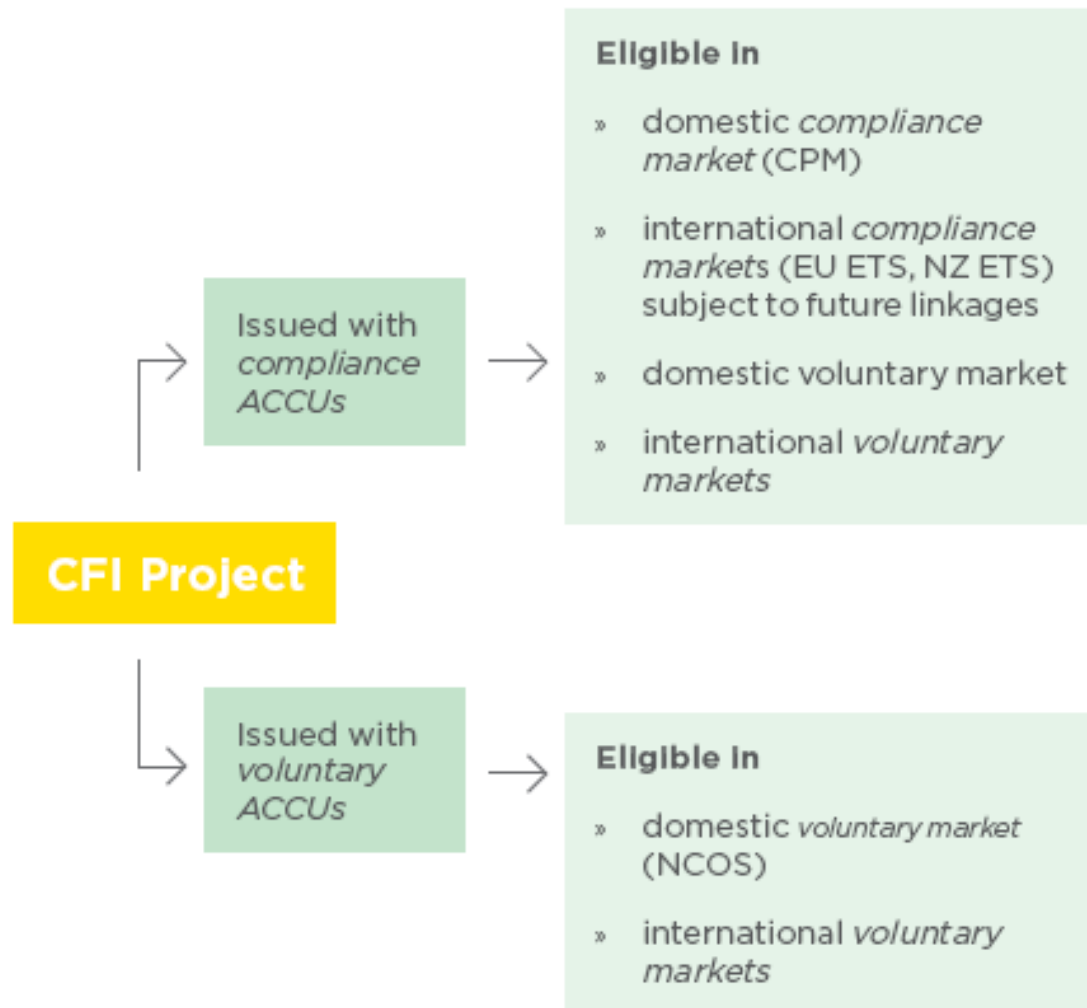 Eligible in
» domestic compliance
market (CPM)
» international compliance
markets (EU ETS, NZ ETS)
subject to future linkages
» domestic voluntary market
» international voluntary
markets
Issued with
compliance
ACCUs
CFI Project
Issued with
voluntary
ACCUs
Eligible in
» domestic voluntary market
(NCOS)
» international voluntary
markets